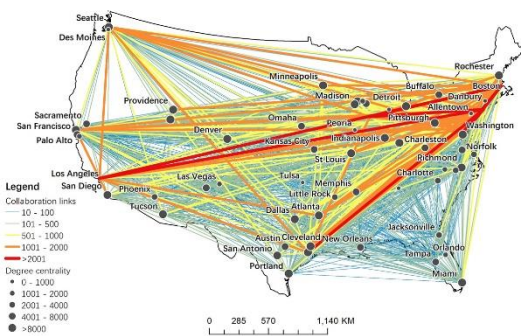 Seattle
Des Moines
Rochester
Minneapolis
Buffalo
Boston
Madison
Detroit
Danbury
Providence
Allentown
Sacramento
Omaha
Peoria
Pittsburgh
San Francisco
Denver
Indianapolis
Washington
Palo Alto
Kansas City
Charleston
Norfolk
St Louis
Richmond
Los Angeles
Las Vegas
Tulsa
Memphis
Charlotte
San Diego
Phoenix
Little Rock
Tucson
Dallas
Atlanta
Jacksonville
Austin
Cleveland
New Orleans
Orlando
San Antonio
Tampa
Portland
Miami
Legend
Collaboration links
10 - 100
101 - 500
501 - 1000
1001 - 2000
>2001
Degree centrality
0 - 1000
1001 - 2000
2001 - 4000
4001 - 8000
>8000
0 285 570 1,140 KM